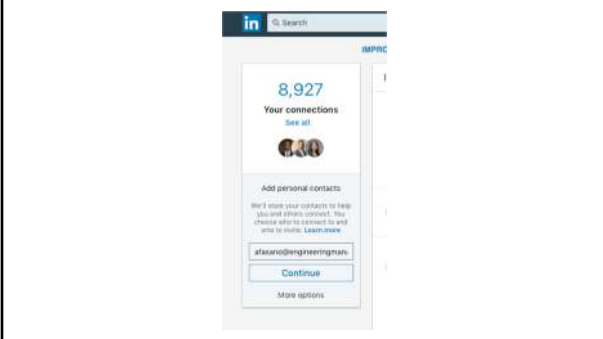 in Search
IMPRO
8,927
Your connections
See all
Add personal contacts
We'll store your contacts to help
you and others connect. You
choose who to connect to and
who to invite. Learn more
afasano@engineeringman
Continue
More options